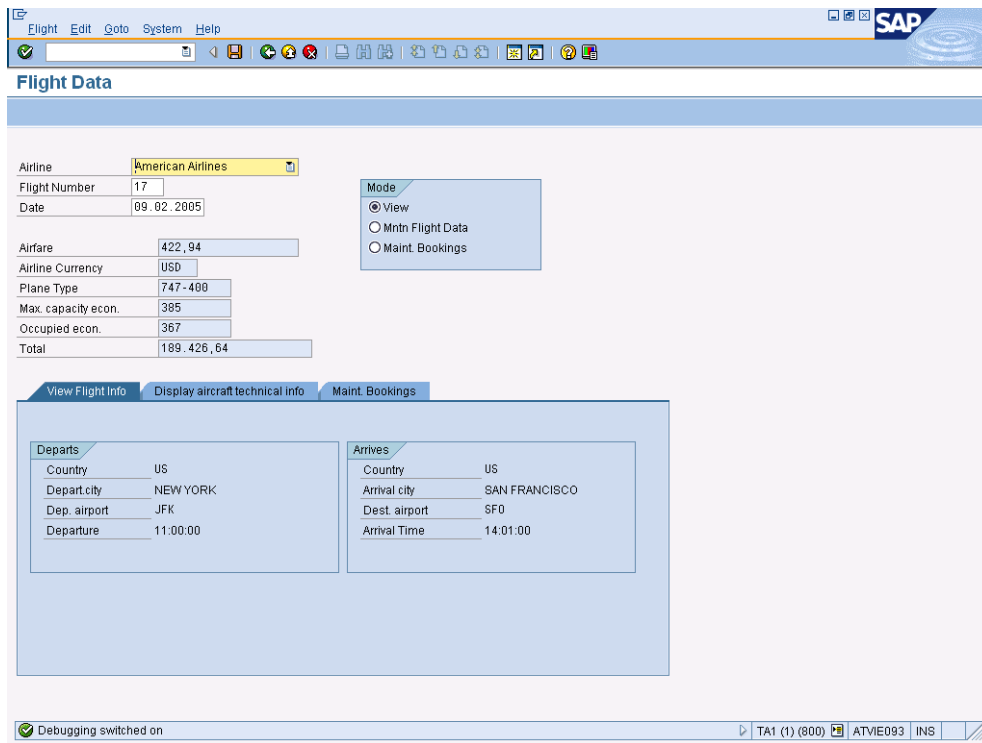 Flight Edit Goto System Help
SAP
Flight Data
Airline American Airlines
Flight Number 17
Date 09.02.2005
Mode
View
Mntn Flight Data
Maint. Bookings
Airfare 422,94
Airline Currency USD
Plane Type 747-400
Max. capacity econ. 385
Occupied econ. 367
Total 189.426,64
View Flight Info Display aircraft technical info Maint. Bookings
Departs
Country US
Depart.city NEW YORK
Dep. airport JFK
Departure 11:00:00
Arrives
Country US
Arrival city SAN FRANCISCO
Dest. airport SFO
Arrival Time 14:01:00
Debugging switched on TA1 (1) (800) ATVIE093 INS